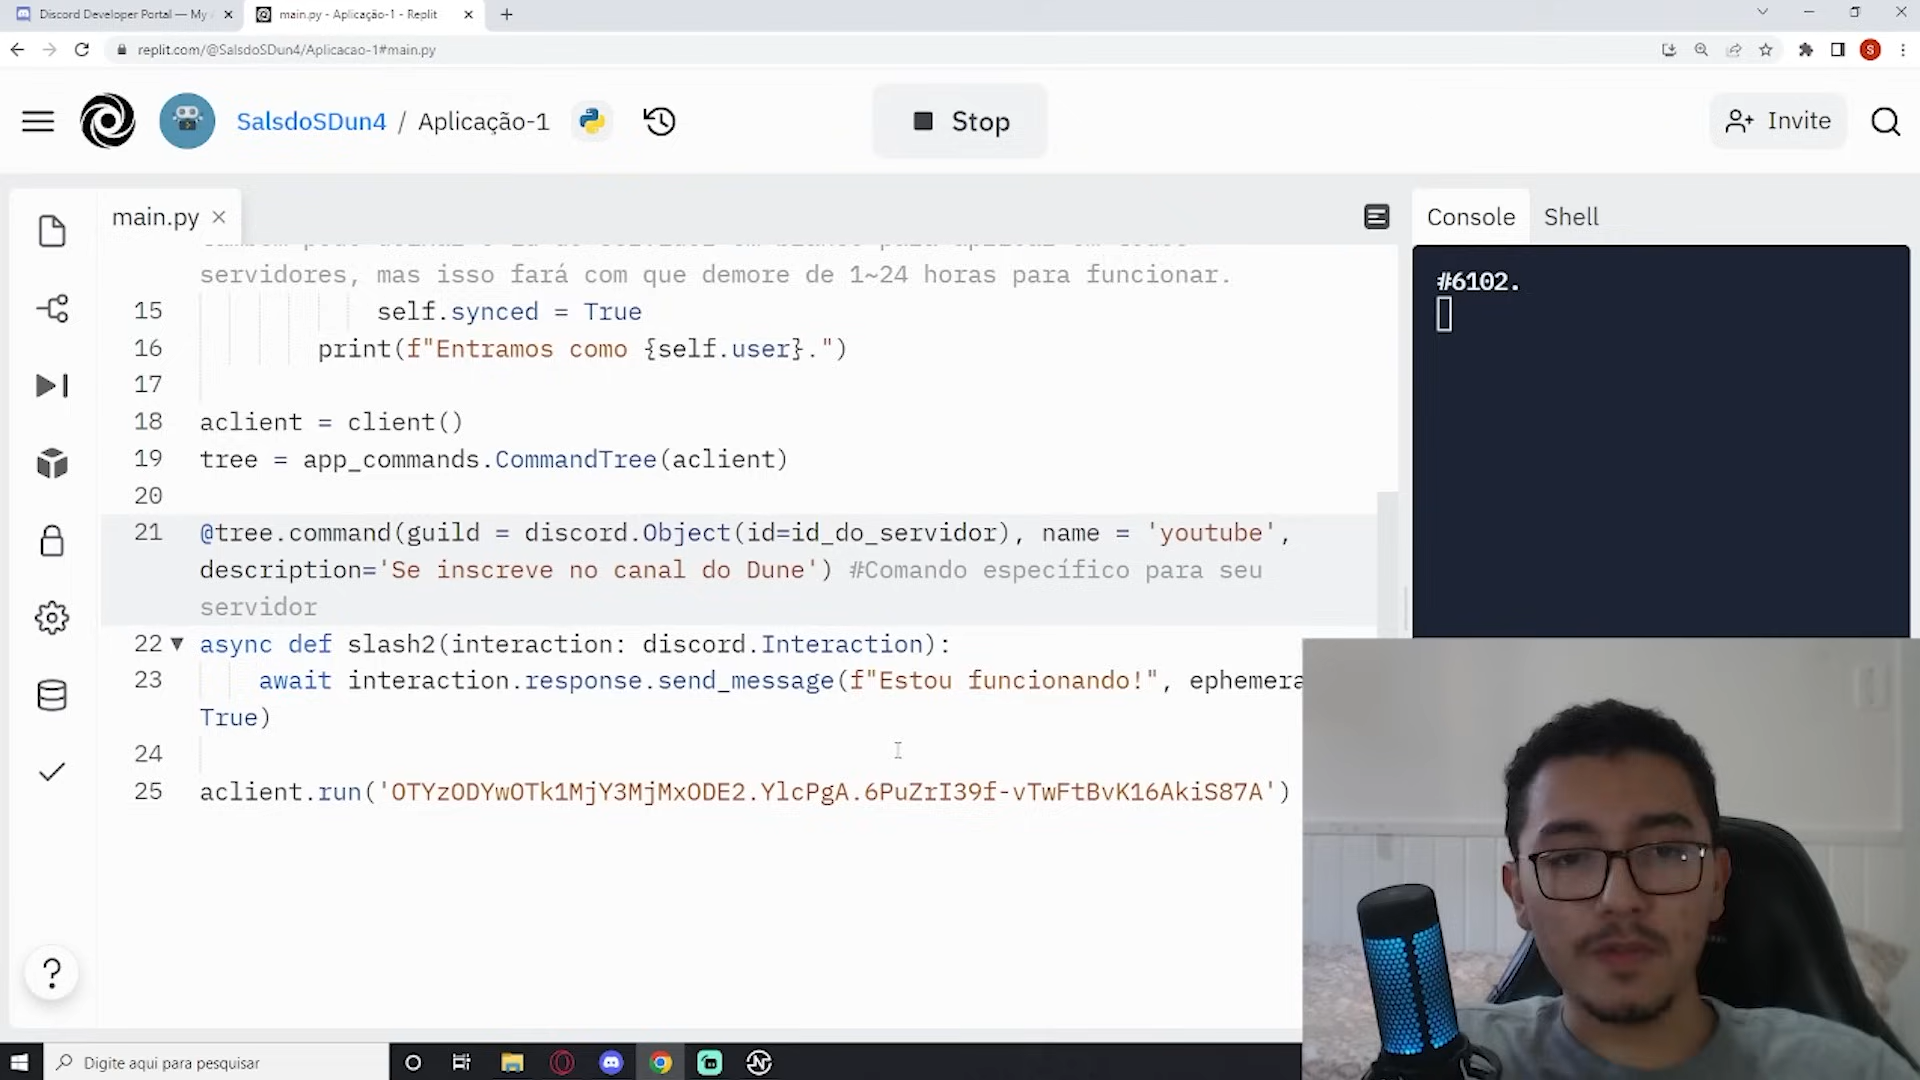 Discord Developer Portal — My
main.py - Aplicação-1 - Replit
replit.com/@SalsdoSDun4/Aplicacao-1#main.py
S
SalsdoSDun4 / Aplicação-1
Stop
Invite
main.py
Console
Shell
servidores, mas isso fará com que demore de 1~24 horas para funcionar.
15 self.synced = True
16 print(f"Entramos como {self.user}.")
17
18 aclient = client()
19 tree = app_commands.CommandTree(aclient)
20
21 @tree.command(guild = discord.Object(id=id_do_servidor), name = 'youtube',
description='Se inscreve no canal do Dune') #Comando específico para seu
servidor
22 async def slash2(interaction: discord.Interaction):
23 await interaction.response.send_message(f"Estou funcionando!", ephemera
True)
24
25 aclient.run('OTYzODYwOTk1MjY3MjMxODE2.YlcPgA.6PuZrI39f-vTwFtBvK16AkiS87A')
#6102.
?
Digite aqui para pesquisar